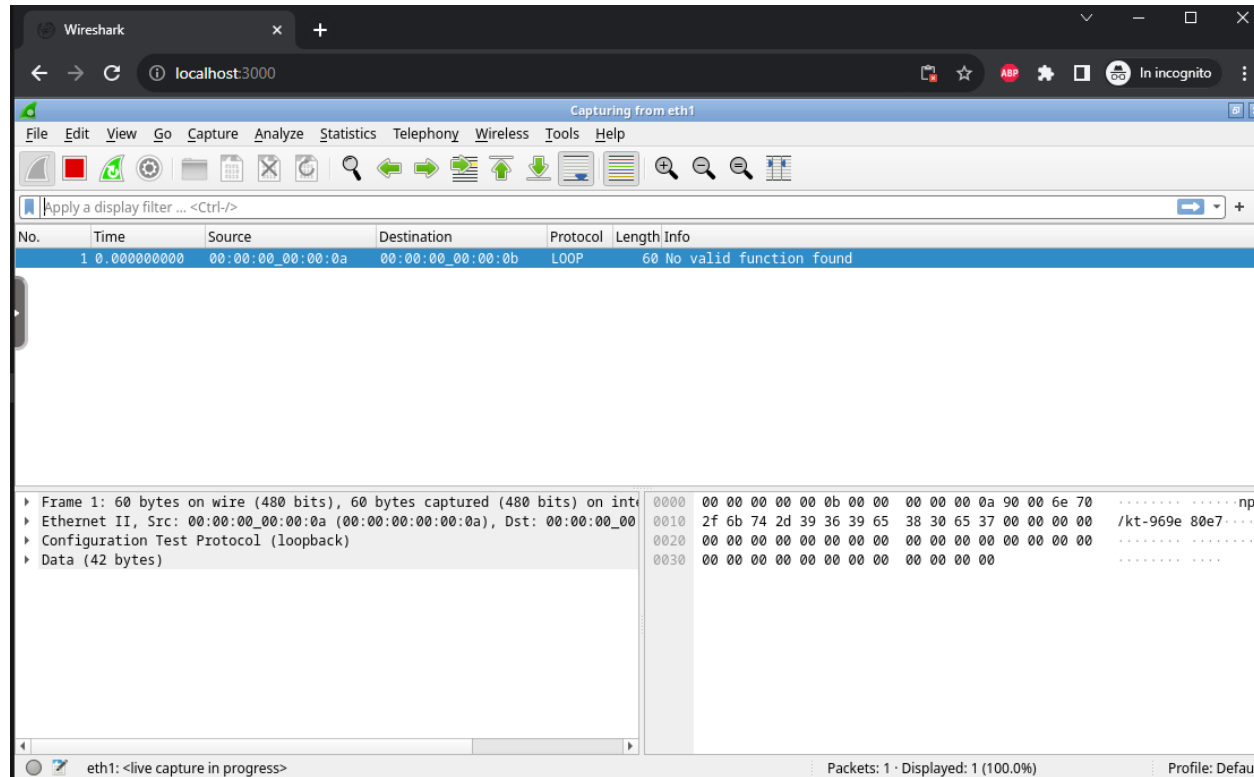 Wireshark
localhost:3000
ABP
In incognito
Capturing from eth1
File Edit View Go Capture Analyze Statistics Telephony Wireless Tools Help
Apply a display filter ... <Ctrl-/>
No. Time Source Destination Protocol Length Info
1 0.000000000 00:00:00_00:00:0a 00:00:00_00:00:0b LOOP 60 No valid function found
Frame 1: 60 bytes on wire (480 bits), 60 bytes captured (480 bits) on inte
Ethernet II, Src: 00:00:00_00:00:0a (00:00:00:00:00:0a), Dst: 00:00:00_00
Configuration Test Protocol (loopback)
Data (42 bytes)
0000 00 00 00 00 00 0b 00 00 00 00 00 0a 90 00 6e 70 ········ ······np
0010 2f 6b 74 2d 39 36 39 65 38 30 65 37 00 00 00 00 /kt-969e 80e7····
0020 00 00 00 00 00 00 00 00 00 00 00 00 00 00 00 00 ········ ········
0030 00 00 00 00 00 00 00 00 00 00 00 00 ········ ····
eth1: <live capture in progress>
Packets: 1 · Displayed: 1 (100.0%)
Profile: Defau